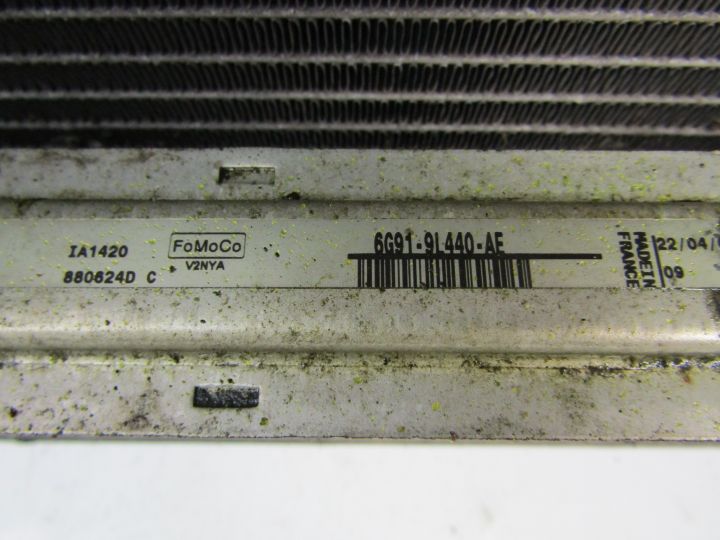 IA1420
880624D C
FoMoCo
V2NYA
6G91-9L440-AE
MADE IN
FRANCE
22/04/
09